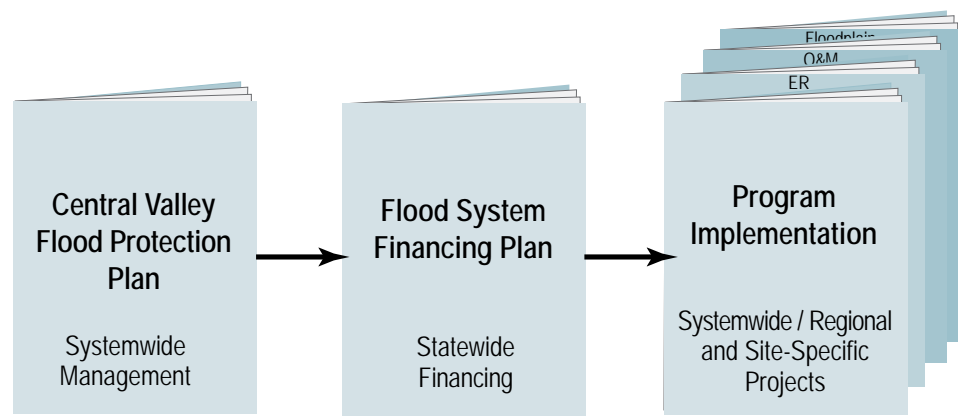 Central Valley
Flood Protection
Plan
Systemwide
Management
Flood System
Financing Plan
Statewide
Financing
Floodplain
O&M
ER
Program
Implementation
Systemwide / Regional
and Site-Specific
Projects